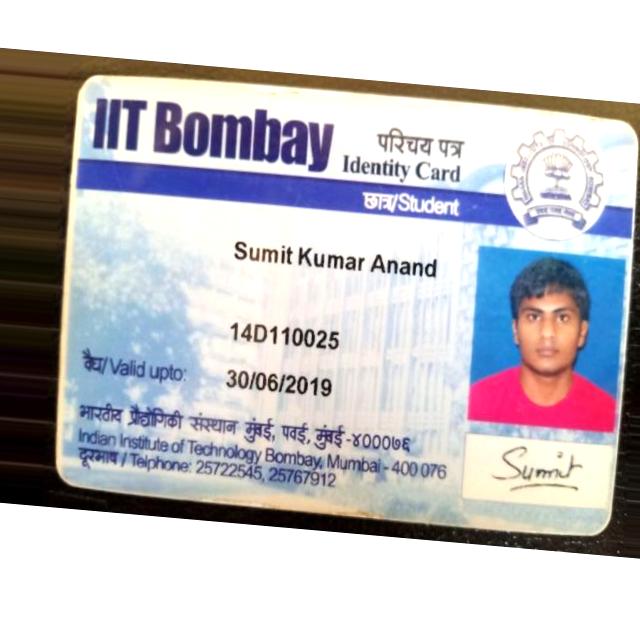 IIT Bombay
परिचय पत्र
Identity Card
छात्र/Student
Sumit Kumar Anand
14D110025
वैध/ Valid upto: 30/06/2019
भारतीय प्रौद्योगिकी संस्थान मुंबई, पवई, मुंबई -४०००७६
Indian Institute of Technology Bombay, Mumbai - 400 076
दूरभाष / Telphone: 25722545, 25767912
Sumit